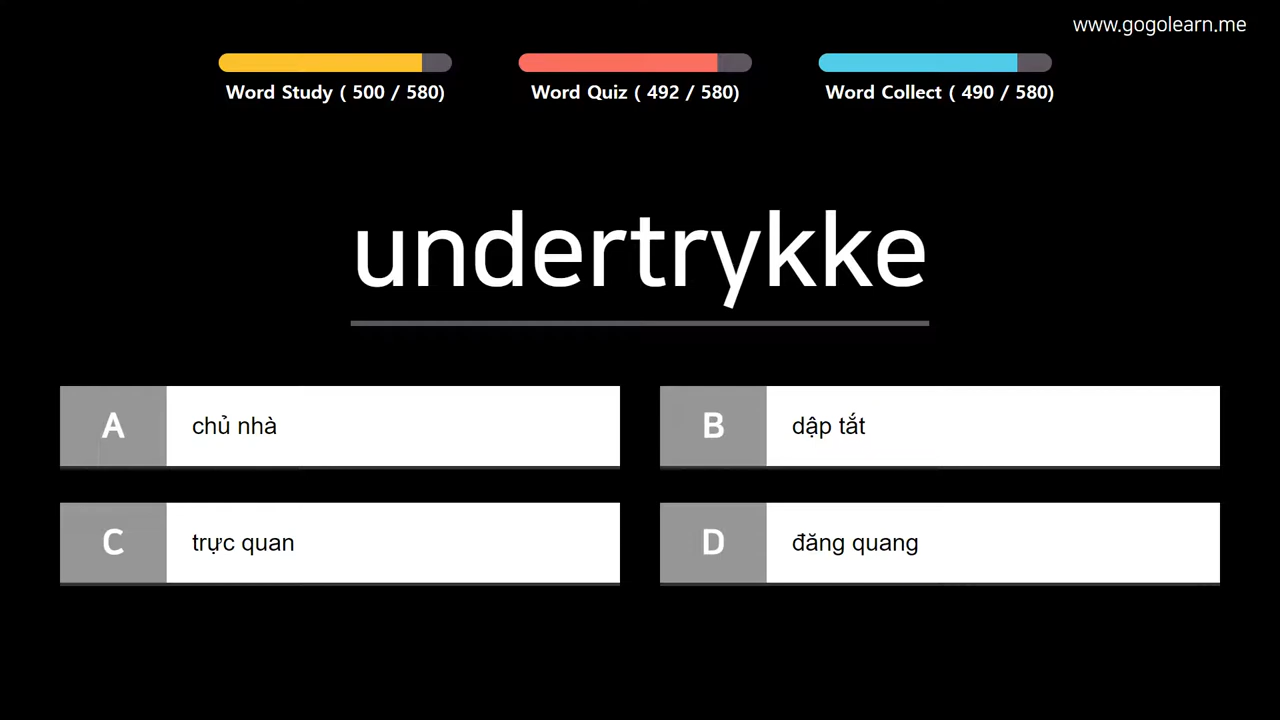 www.gogolearn.me
Word Study ( 500 / 580)
Word Quiz ( 492 / 580)
Word Collect ( 490 / 580)
undertrykke
A chủ nhà
B dập tắt
C trực quan
D đăng quang